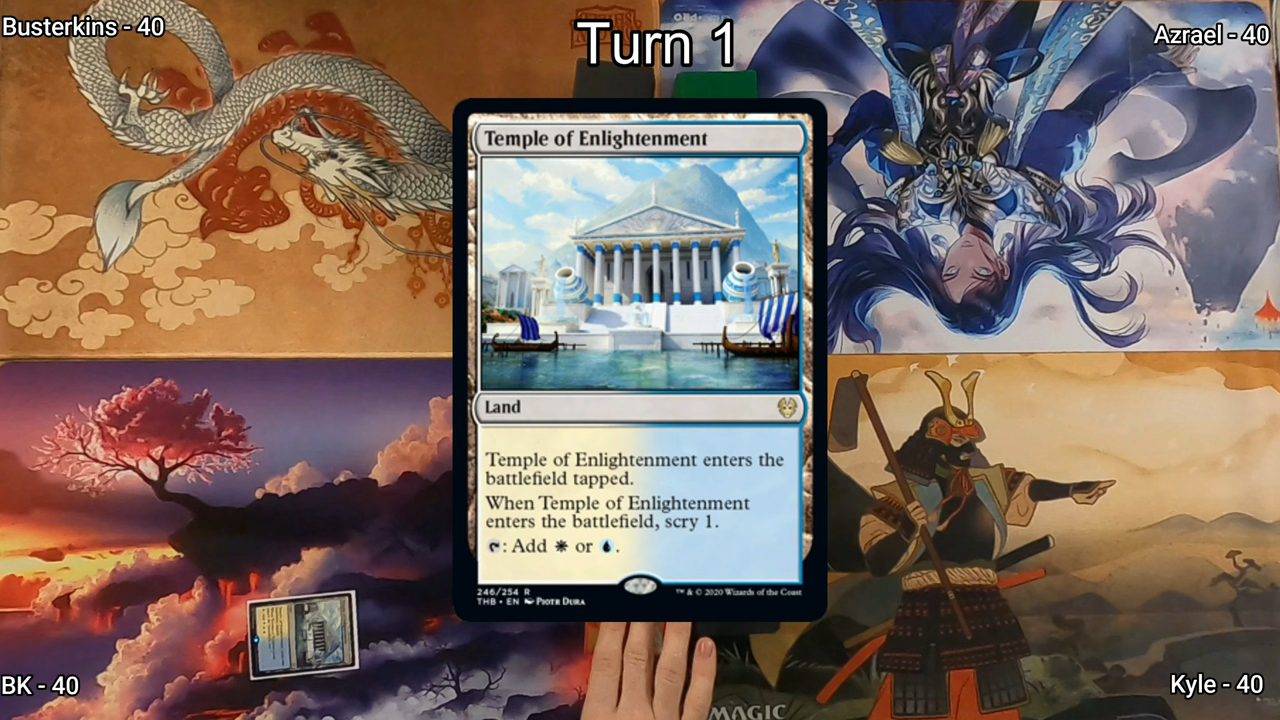 Busterkins - 40
Turn 1
Azrael - 40
Temple of Enlightenment
Land
Temple of Enlightenment enters the
battlefield tapped.
When Temple of Enlightenment
enters the battlefield, scry 1.
: Add or .
246/254 R
THB • EN Piotr Dura
™ & © 2020 Wizards of the Coast
BK - 40
Kyle - 40
MAGIC